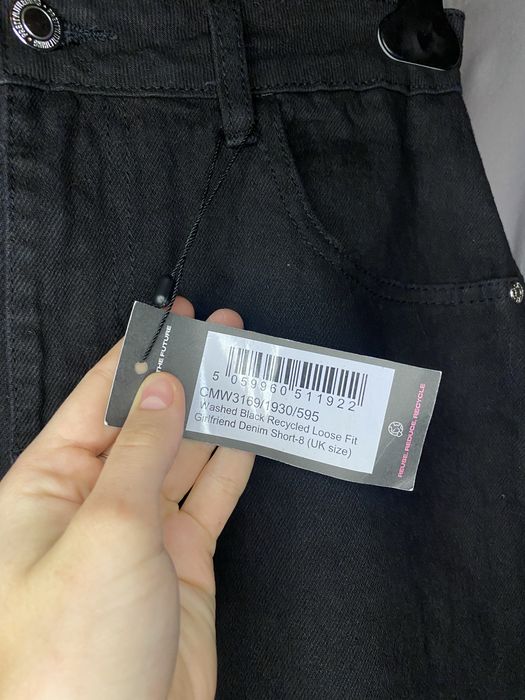 PRETTYLITTLETHING
THE FUTURE
5 059960 511922
CMW3169/1930/595
Washed Black Recycled Loose Fit
Girlfriend Denim Short-8 (UK size)
REUSE, REDUCE, RECYCLE